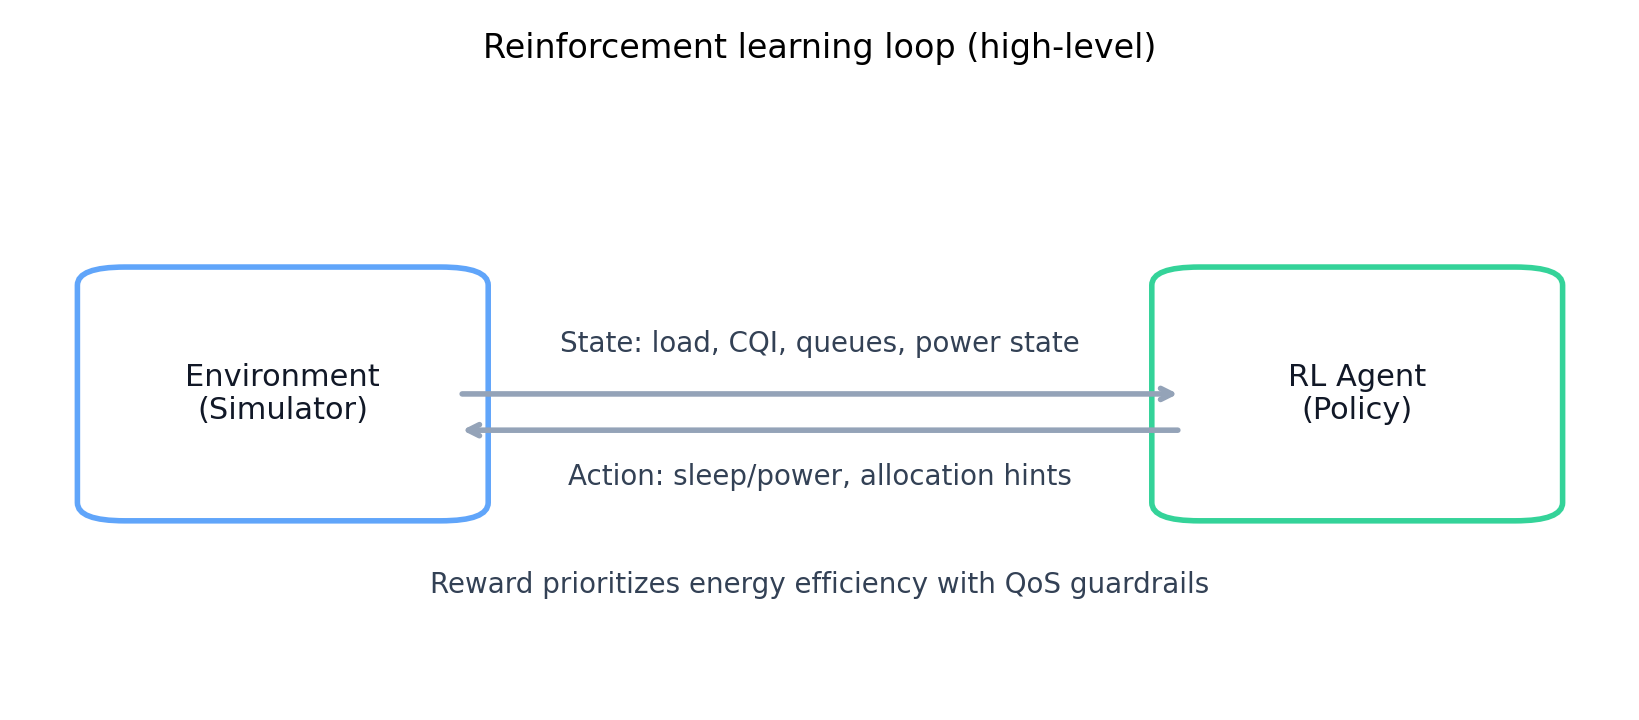 Reinforcement learning loop (high-level)
State: load, CQI, queues, power state
Environment
(Simulator)
RL Agent
(Policy)
Action: sleep/power, allocation hints
Reward prioritizes energy efficiency with QoS guardrails